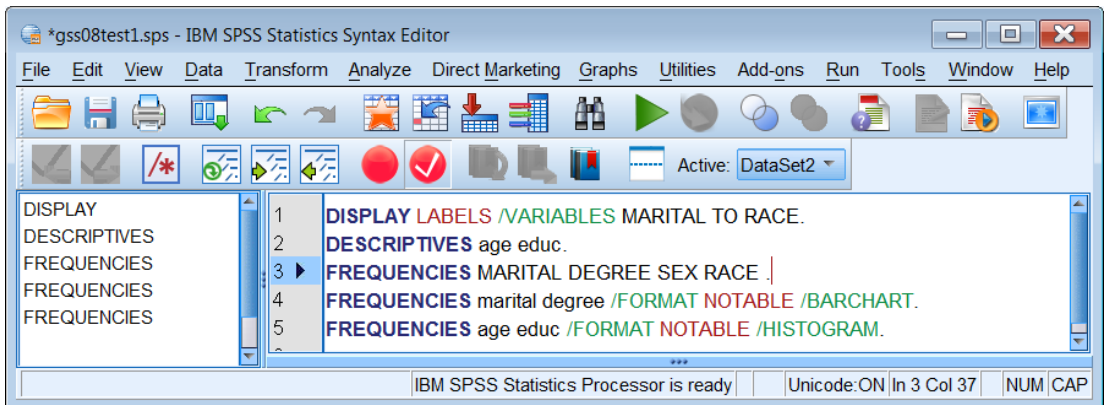 *gss08test1.sps - IBM SPSS Statistics Syntax Editor
File Edit View Data Transform Analyze Direct Marketing Graphs Utilities Add-ons Run Tools Window Help
/*
Active: DataSet2
DISPLAY
DESCRIPTIVES
FREQUENCIES
FREQUENCIES
FREQUENCIES
1 DISPLAY LABELS /VARIABLES MARITAL TO RACE.
2 DESCRIPTIVES age educ.
3 FREQUENCIES MARITAL DEGREE SEX RACE .
4 FREQUENCIES marital degree /FORMAT NOTABLE /BARCHART.
5 FREQUENCIES age educ /FORMAT NOTABLE /HISTOGRAM.
IBM SPSS Statistics Processor is ready Unicode:ON In 3 Col 37 NUM CAP